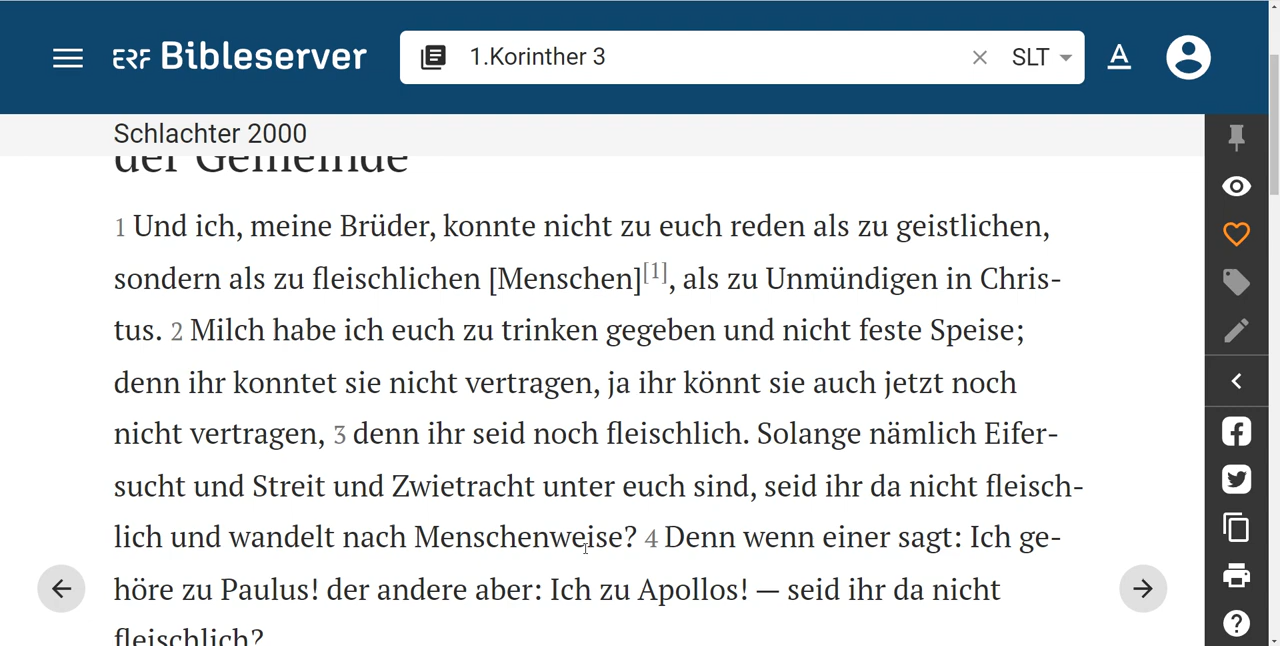 ERF Bibleserver
1.Korinther 3
SLT
A
Schlachter 2000
der Gemeinde
1 Und ich, meine Brüder, konnte nicht zu euch reden als zu geistlichen,
sondern als zu fleischlichen [Menschen][1], als zu Unmündigen in Chris-
tus. 2 Milch habe ich euch zu trinken gegeben und nicht feste Speise;
denn ihr konntet sie nicht vertragen, ja ihr könnt sie auch jetzt noch
nicht vertragen, 3 denn ihr seid noch fleischlich. Solange nämlich Eifer-
sucht und Streit und Zwietracht unter euch sind, seid ihr da nicht fleisch-
lich und wandelt nach Menschenweise? 4 Denn wenn einer sagt: Ich ge-
höre zu Paulus! der andere aber: Ich zu Apollos! — seid ihr da nicht
fleischlich?